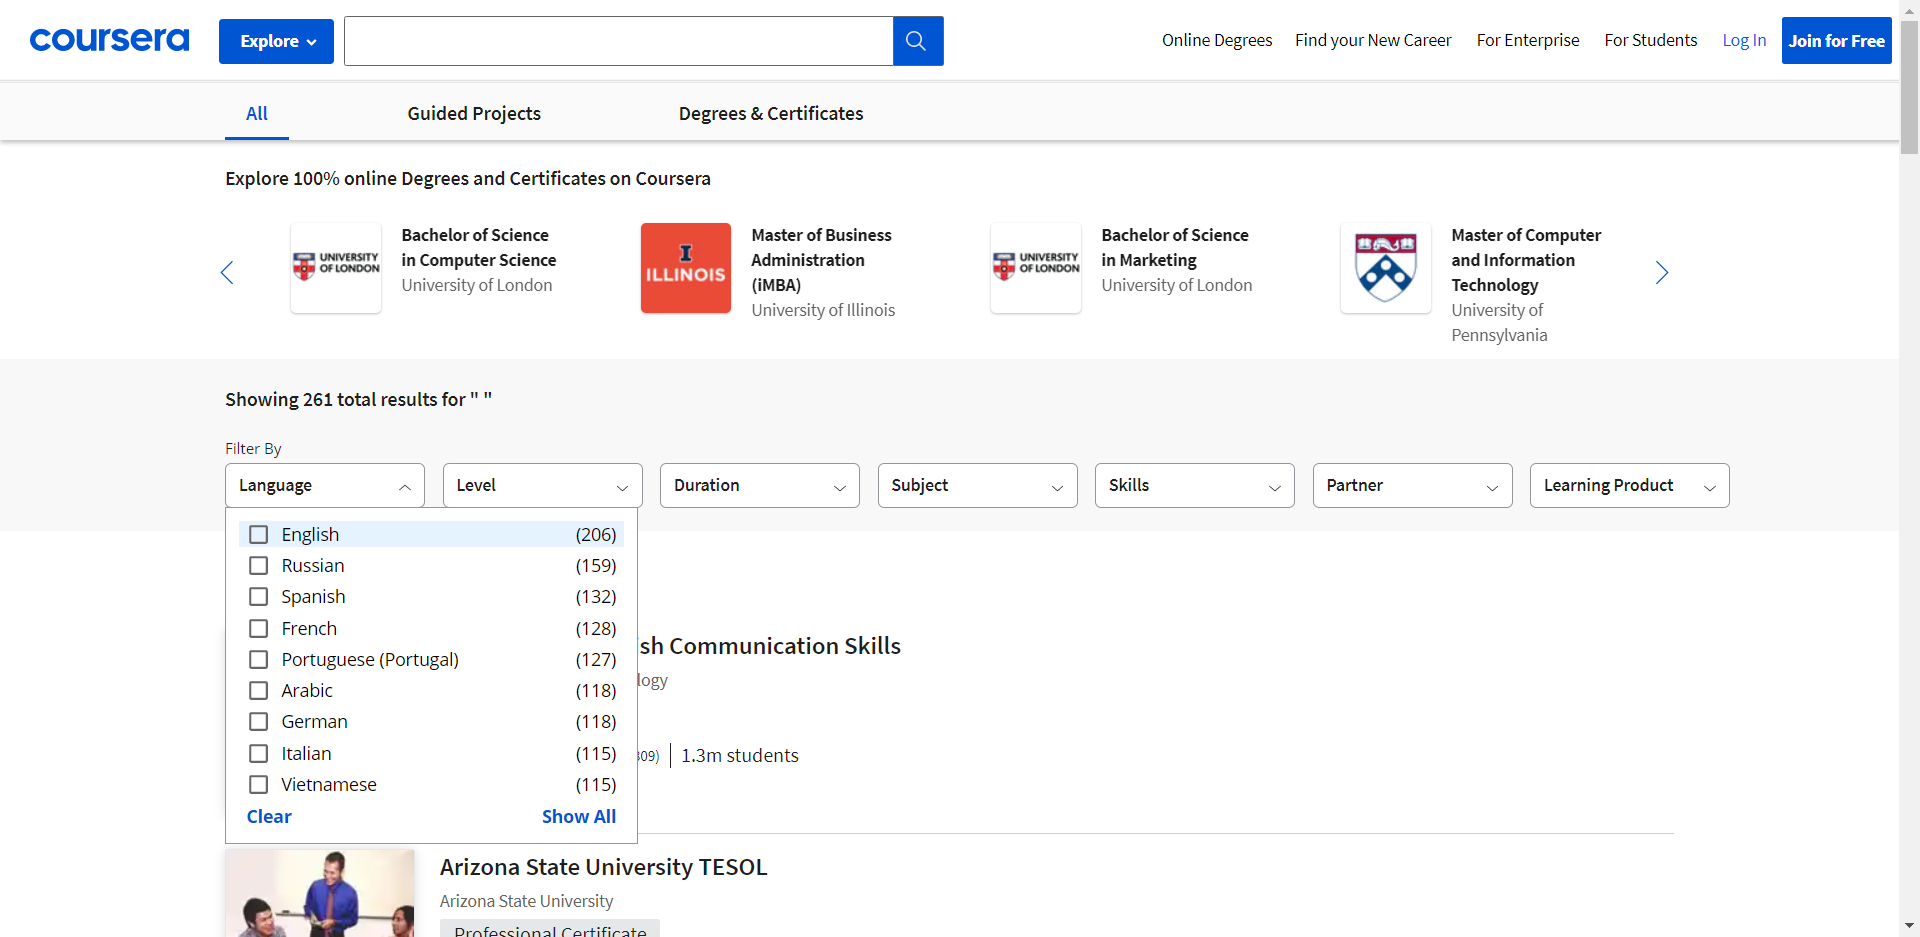 coursera
Explore
Online Degrees
Find your New Career
For Enterprise
For Students
Log In
Join for Free
All
Guided Projects
Degrees & Certificates
Explore 100% online Degrees and Certificates on Coursera
UNIVERSITY OF LONDON
Bachelor of Science
in Computer Science
University of London
I
ILLINOIS
Master of Business
Administration
(iMBA)
University of Illinois
UNIVERSITY OF LONDON
Bachelor of Science
in Marketing
University of London
Master of Computer
and Information
Technology
University of
Pennsylvania
Showing 261 total results for " "
Filter By
Language
Level
Duration
Subject
Skills
Partner
Learning Product
English (206)
Russian (159)
Spanish (132)
French (128)
Portuguese (Portugal) (127)
Arabic (118)
German (118)
Italian (115)
Vietnamese (115)
Clear
Show All
sh Communication Skills
logy
09)
1.3m students
Arizona State University TESOL
Arizona State University
Professional Certificate